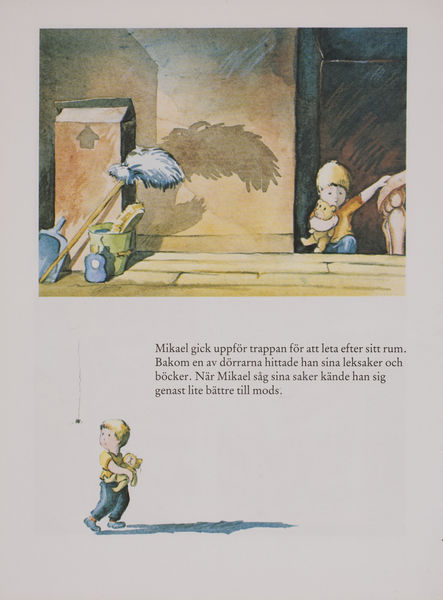 Mikael gick uppför trappan för att leta efter sitt rum.
Bakom en av dörrarna hittade han sina leksaker och
böcker. När Mikael såg sina saker kände han sig
genast lite bättre till mods.